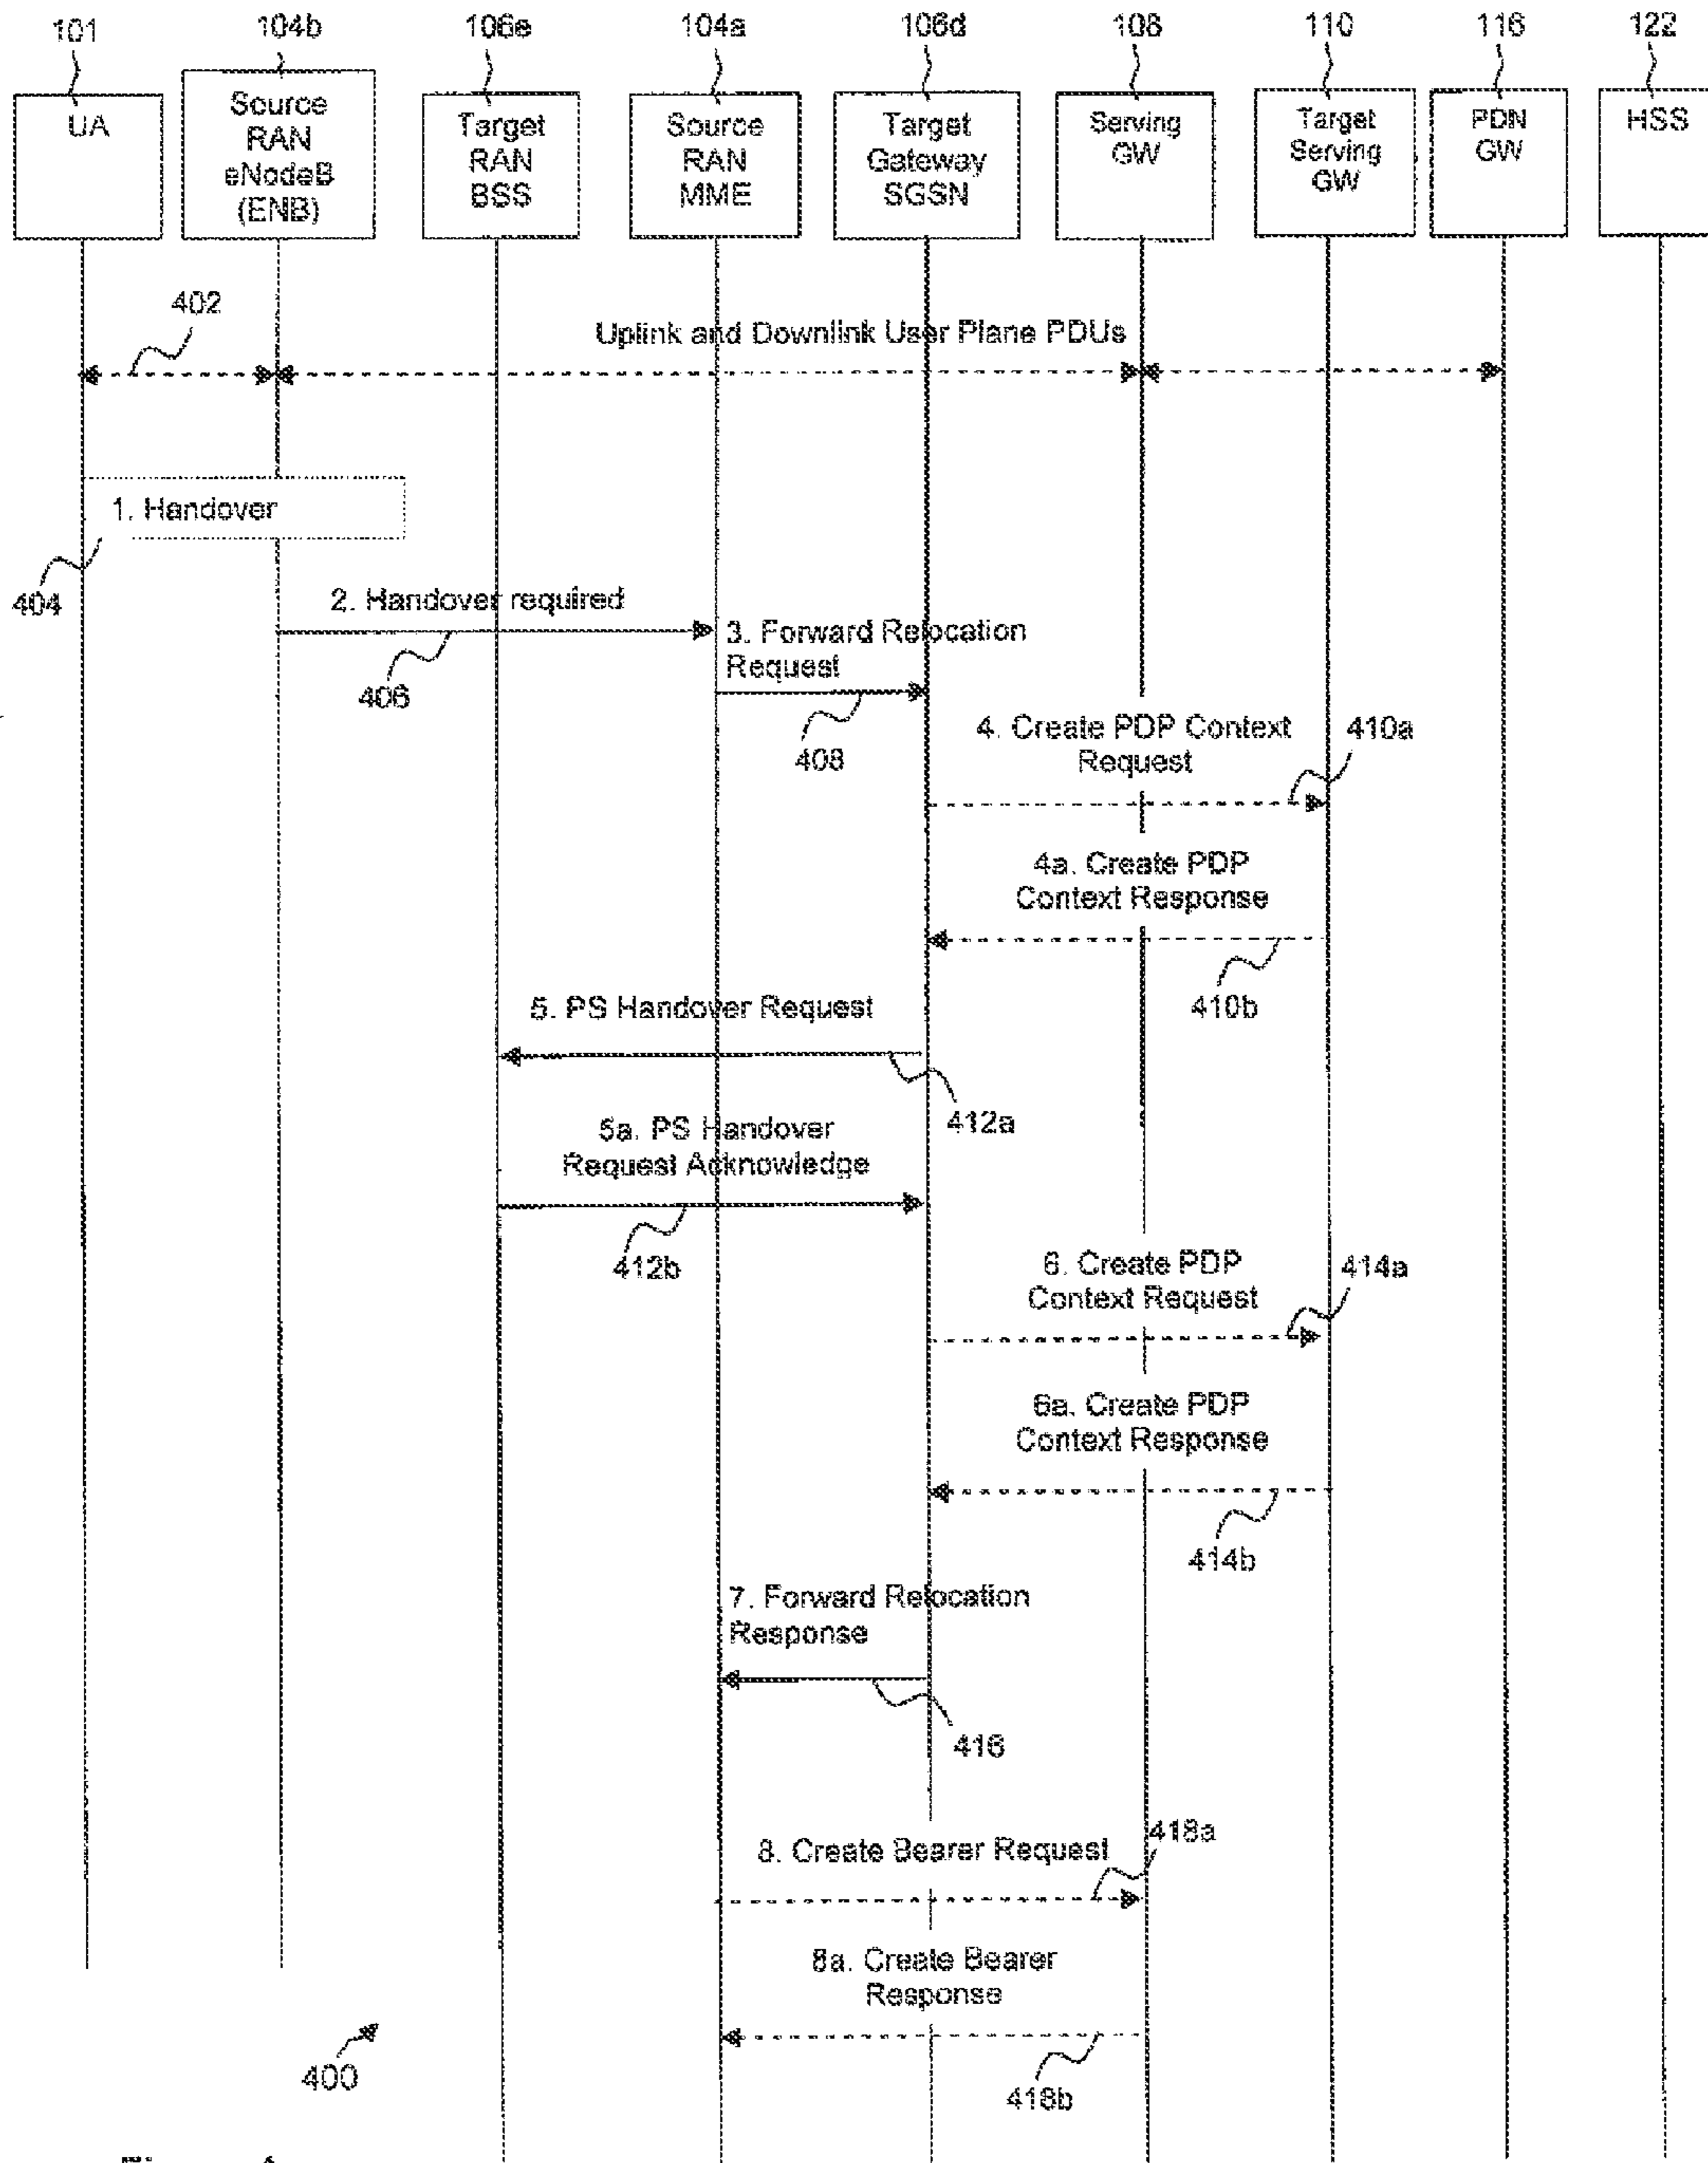 101
104b
106e
104a
106d
108
110
116
122
UA
Source
RAN
eNodeB
(ENB)
Target
RAN
BSS
Source
RAN
MME
Target
Gateway
SGSN
Serving
GW
Target
Serving
GW
PDN
GW
HSS
402
Uplink and Downlink User Plane PDUs
1. Handover
404
2. Handover required
406
3. Forward Relocation
Request
408
4. Create PDP Context
Request
410a
4a. Create PDP
Context Response
410b
5. PS Handover Request
412a
5a. PS Handover
Request Acknowledge
412b
6. Create PDP
Context Request
414a
6a. Create PDP
Context Response
414b
7. Forward Relocation
Response
416
8. Create Bearer Request
418a
8a. Create Bearer
Response
418b
400